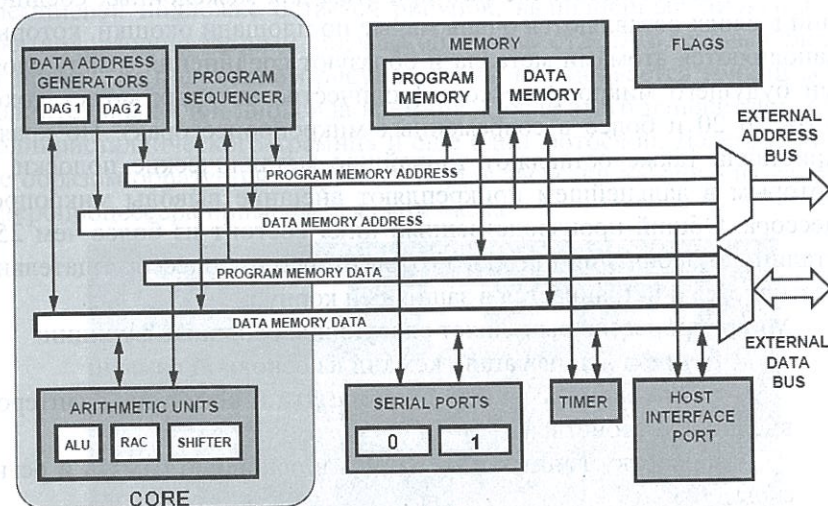 DATA ADDRESS
GENERATORS
DAG 1
DAG 2
PROGRAM
SEQUENCER
MEMORY
PROGRAM
MEMORY
DATA
MEMORY
FLAGS
EXTERNAL
ADDRESS
BUS
PROGRAM MEMORY ADDRESS
DATA MEMORY ADDRESS
PROGRAM MEMORY DATA
DATA MEMORY DATA
EXTERNAL
DATA
BUS
ARITHMETIC UNITS
ALU
RAC
SHIFTER
SERIAL PORTS
0
1
TIMER
HOST
INTERFACE
PORT
CORE